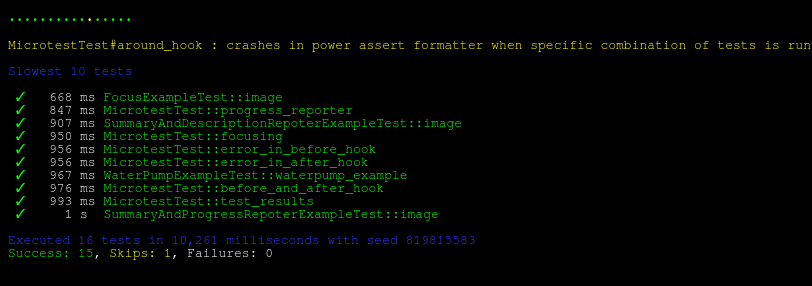 ................
MicrotestTest#around_hook : crashes in power assert formatter when specific combination of tests is run
Slowest 10 tests
✓ 668 ms FocusExampleTest::image
✓ 847 ms MicrotestTest::progress_reporter
✓ 907 ms SummaryAndDescriptionRepoterExampleTest::image
✓ 950 ms MicrotestTest::focusing
✓ 956 ms MicrotestTest::error_in_before_hook
✓ 956 ms MicrotestTest::error_in_after_hook
✓ 967 ms WaterPumpExampleTest::waterpump_example
✓ 976 ms MicrotestTest::before_and_after_hook
✓ 993 ms MicrotestTest::test_results
✓ 1 s SummaryAndProgressRepoterExampleTest::image
Executed 16 tests in 10,261 milliseconds with seed 819815583
Success: 15, Skips: 1, Failures: 0